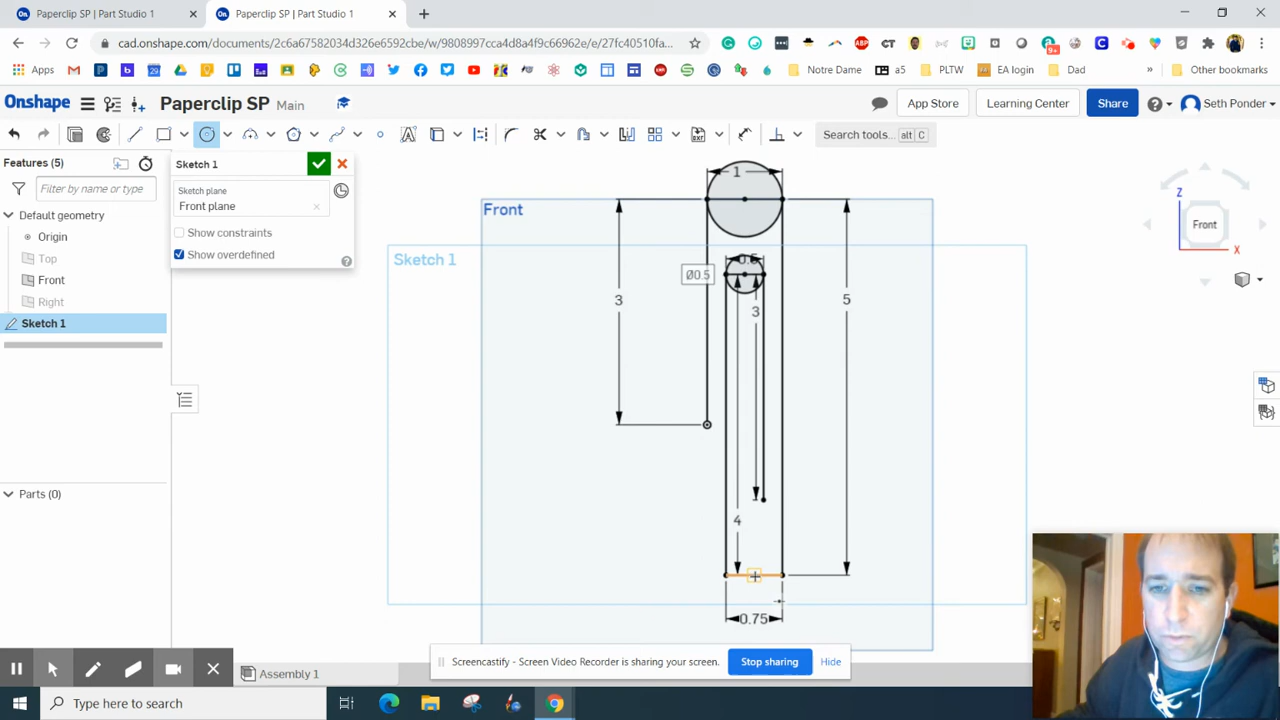 Paperclip SP | Part Studio 1
Paperclip SP | Part Studio 1
cad.onshape.com/documents/2c6a67582034d326e6592cbe/w/9808997cca4d8a4f9c66962e/e/27fc40510fa...
Apps
Notre Dame
a5
PLTW
EA login
Dad
Other bookmarks
Onshape
Paperclip SP
Main
App Store
Learning Center
Share
Seth Ponder
Search tools...
alt
C
Features (5)
Filter by name or type
Default geometry
Origin
Top
Front
Right
Sketch 1
Parts (0)
Sketch 1
Sketch plane
Front plane
Show constraints
Show overdefined
Front
Sketch 1
1
Ø0.5
3
3
5
4
0.75
Z
Front
X
Assembly 1
Screencastify - Screen Video Recorder is sharing your screen.
Stop sharing
Hide
Type here to search